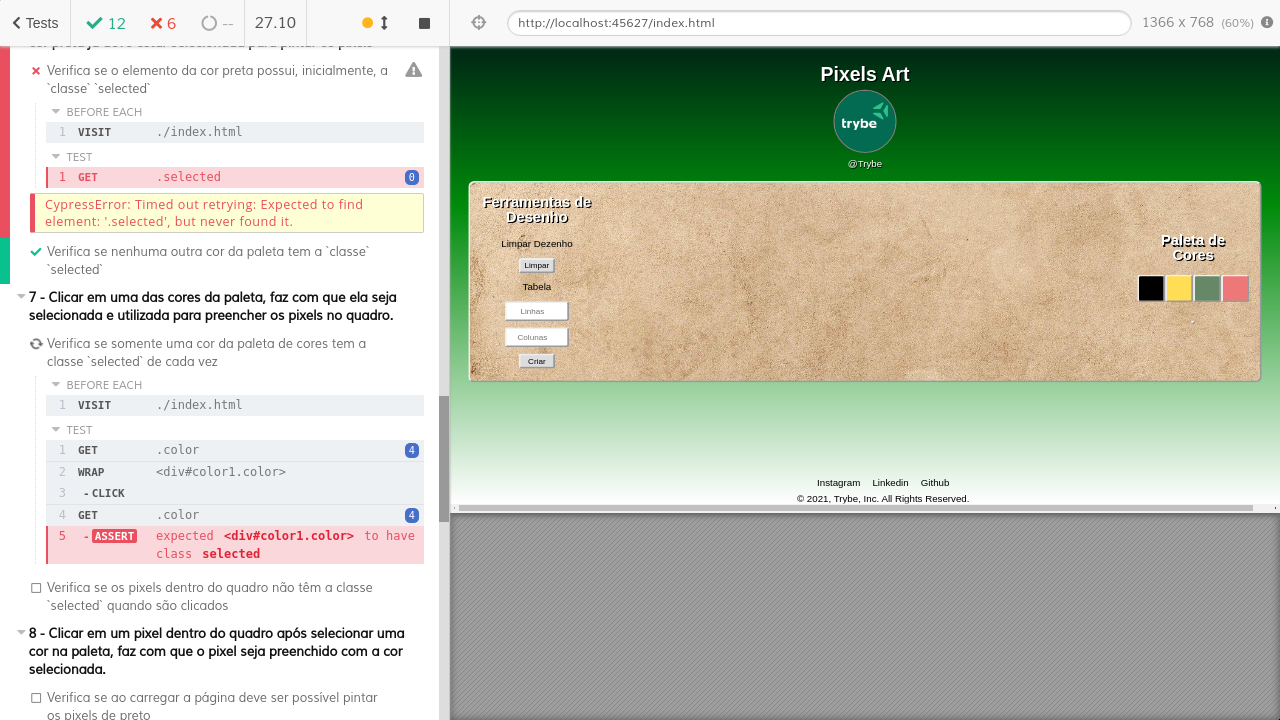 Tests
12
6
--
27.10
http://localhost:45627/index.html
1366 x 768 (60%)
cor preta já deve estar selecionada para pintar os pixels
Verifica se o elemento da cor preta possui, inicialmente, a
`classe` `selected`
BEFORE EACH
1 VISIT ./index.html
TEST
1 GET .selected 0
CypressError: Timed out retrying: Expected to find
element: '.selected', but never found it.
Verifica se nenhuma outra cor da paleta tem a `classe`
`selected`
7 - Clicar em uma das cores da paleta, faz com que ela seja
selecionada e utilizada para preencher os pixels no quadro.
Verifica se somente uma cor da paleta de cores tem a
classe `selected` de cada vez
BEFORE EACH
1 VISIT ./index.html
TEST
1 GET .color 4
2 WRAP <div#color1.color>
3 - CLICK
4 GET .color 4
5 - ASSERT expected <div#color1.color> to have
class selected
Verifica se os pixels dentro do quadro não têm a classe
`selected` quando são clicados
8 - Clicar em um pixel dentro do quadro após selecionar uma
cor na paleta, faz com que o pixel seja preenchido com a cor
selecionada.
Verifica se ao carregar a página deve ser possível pintar
os pixels de preto
Pixels Art
trybe
@Trybe
Ferramentas de
Desenho
Limpar Dezenho
Limpar
Tabela
Linhas
Colunas
Criar
Paleta de
Cores
Instagram Linkedin Github
© 2021, Trybe, Inc. All Rights Reserved.